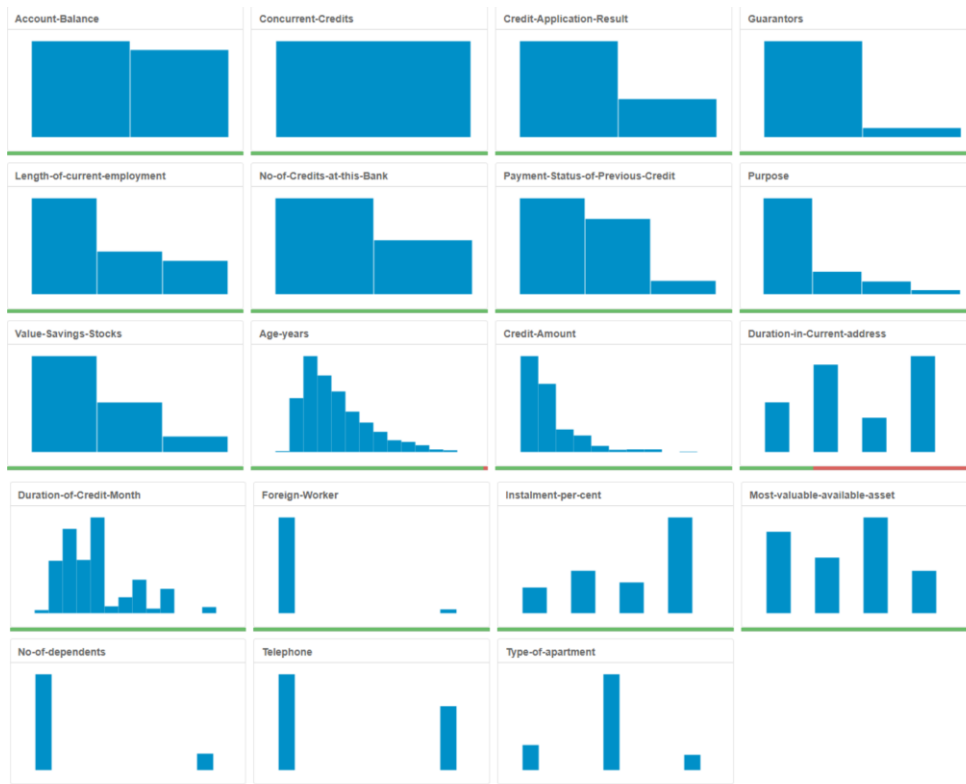 Account-Balance
Concurrent-Credits
Credit-Application-Result
Guarantors
Length-of-current-employment
No-of-Credits-at-this-Bank
Payment-Status-of-Previous-Credit
Purpose
Value-Savings-Stocks
Age-years
Credit-Amount
Duration-in-Current-address
Duration-of-Credit-Month
Foreign-Worker
Instalment-per-cent
Most-valuable-available-asset
No-of-dependents
Telephone
Type-of-apartment